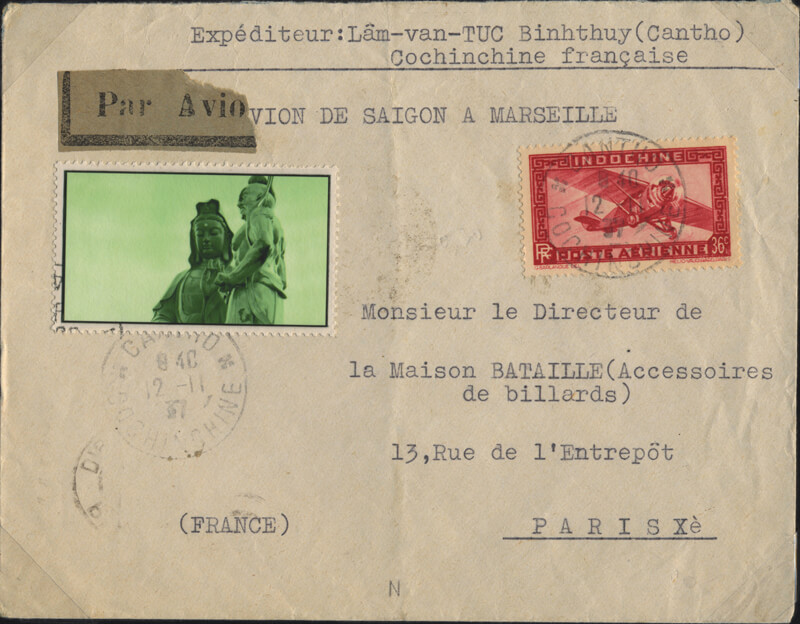 Expéditeur:Lâm-van-TUC Binhthuy(Cantho)
Cochinchine française
Par Avio
VION DE SAIGON A MARSEILLE
INDOCHINE
RF POSTE AERIENNE 36c
CANTHO
12 -11
37
COCHINCHINE
Monsieur le Directeur de
la Maison BATAILLE(Accessoires
de billards)
13,Rue de l'Entrepôt
(FRANCE)
PARIS Xè
N